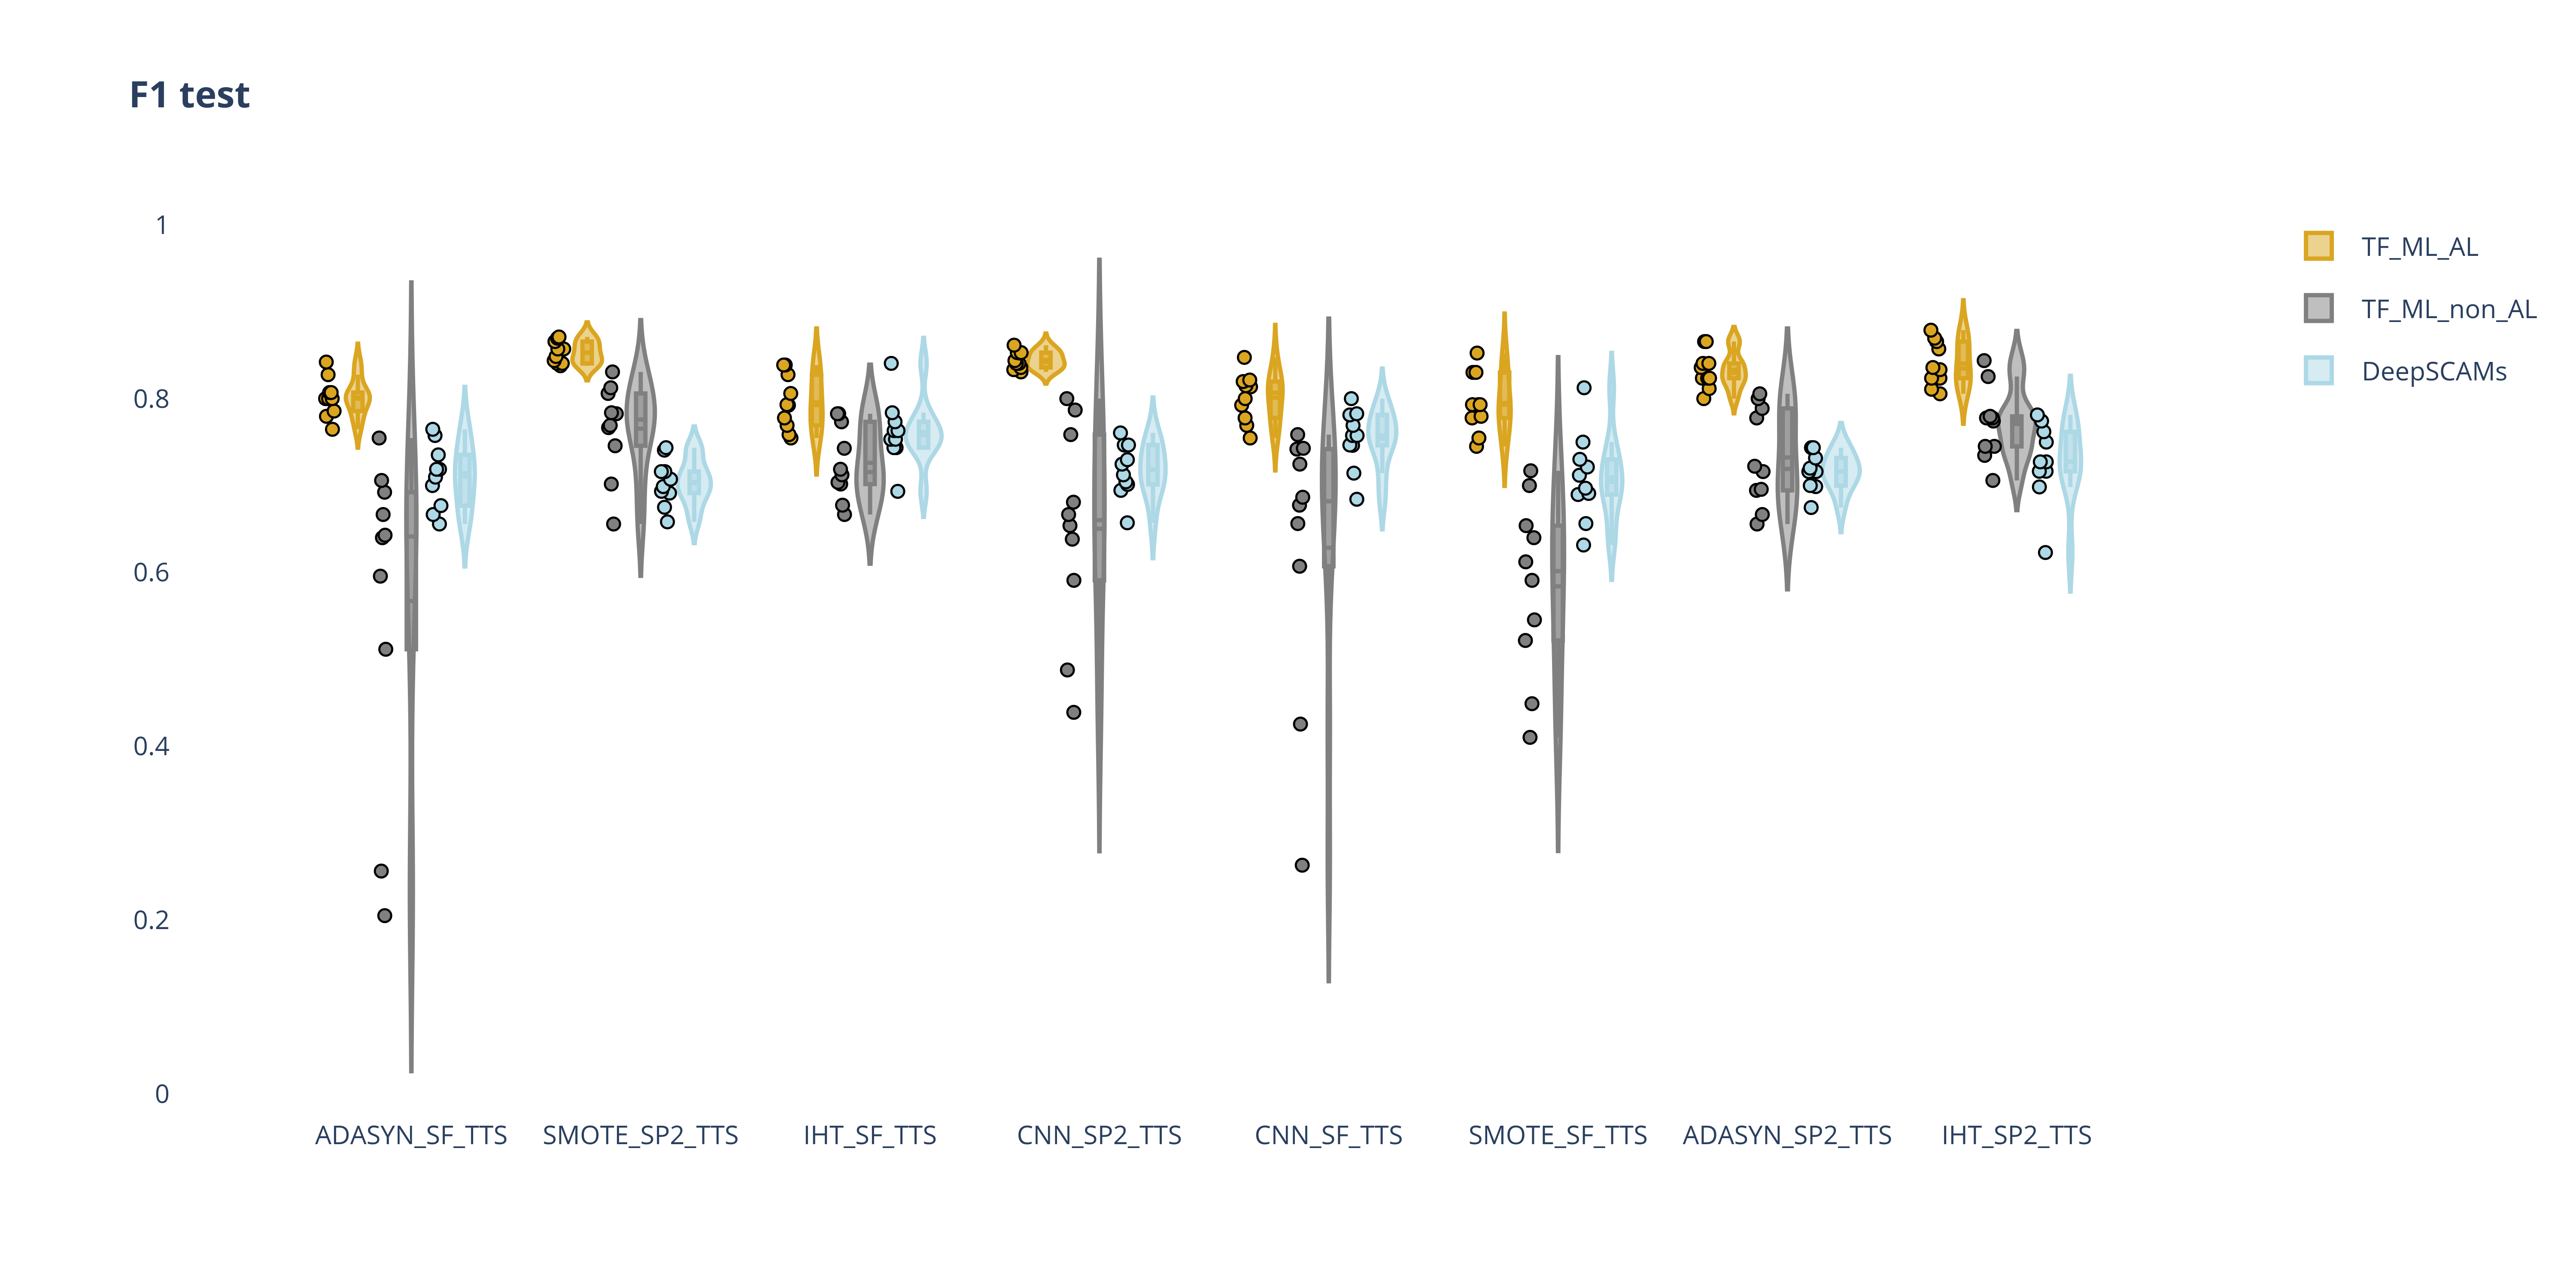 F1 test
1
0.8
0.6
0.4
0.2
0
ADASYN_SF_TTS
SMOTE_SP2_TTS
IHT_SF_TTS
CNN_SP2_TTS
CNN_SF_TTS
SMOTE_SF_TTS
ADASYN_SP2_TTS
IHT_SP2_TTS
TF_ML_AL
TF_ML_non_AL
DeepSCAMs